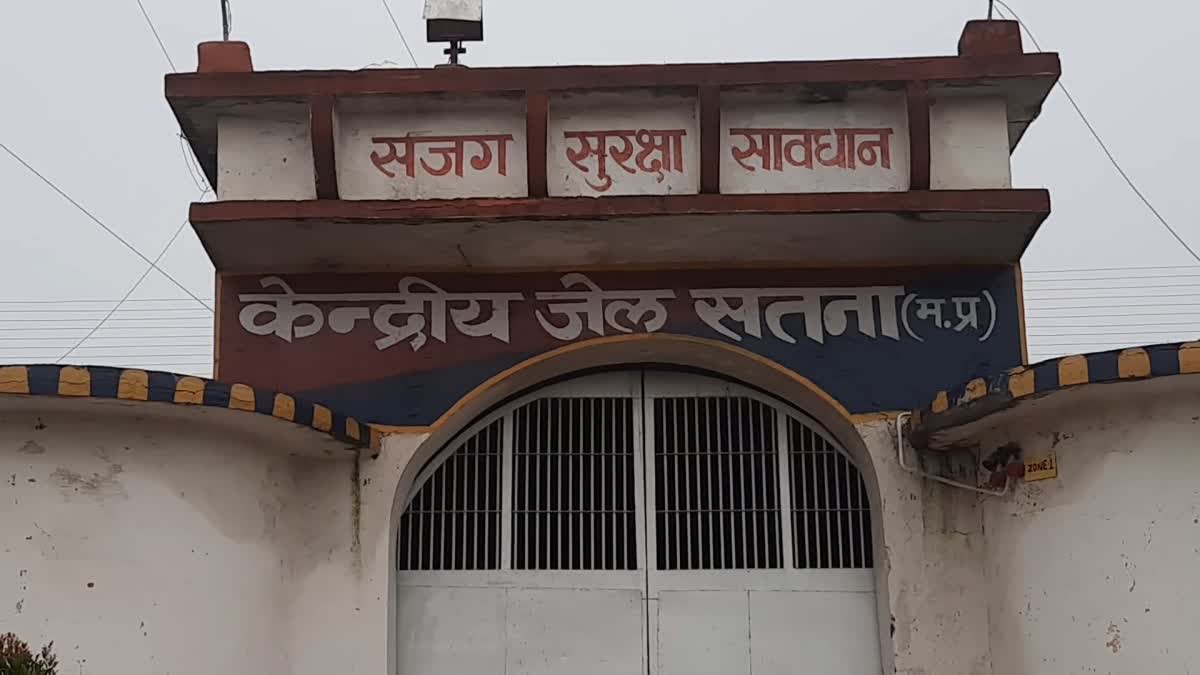 सजग सुरक्षा सावधान
केन्द्रीय जेल सतना (म.प्र)
ZONE:1